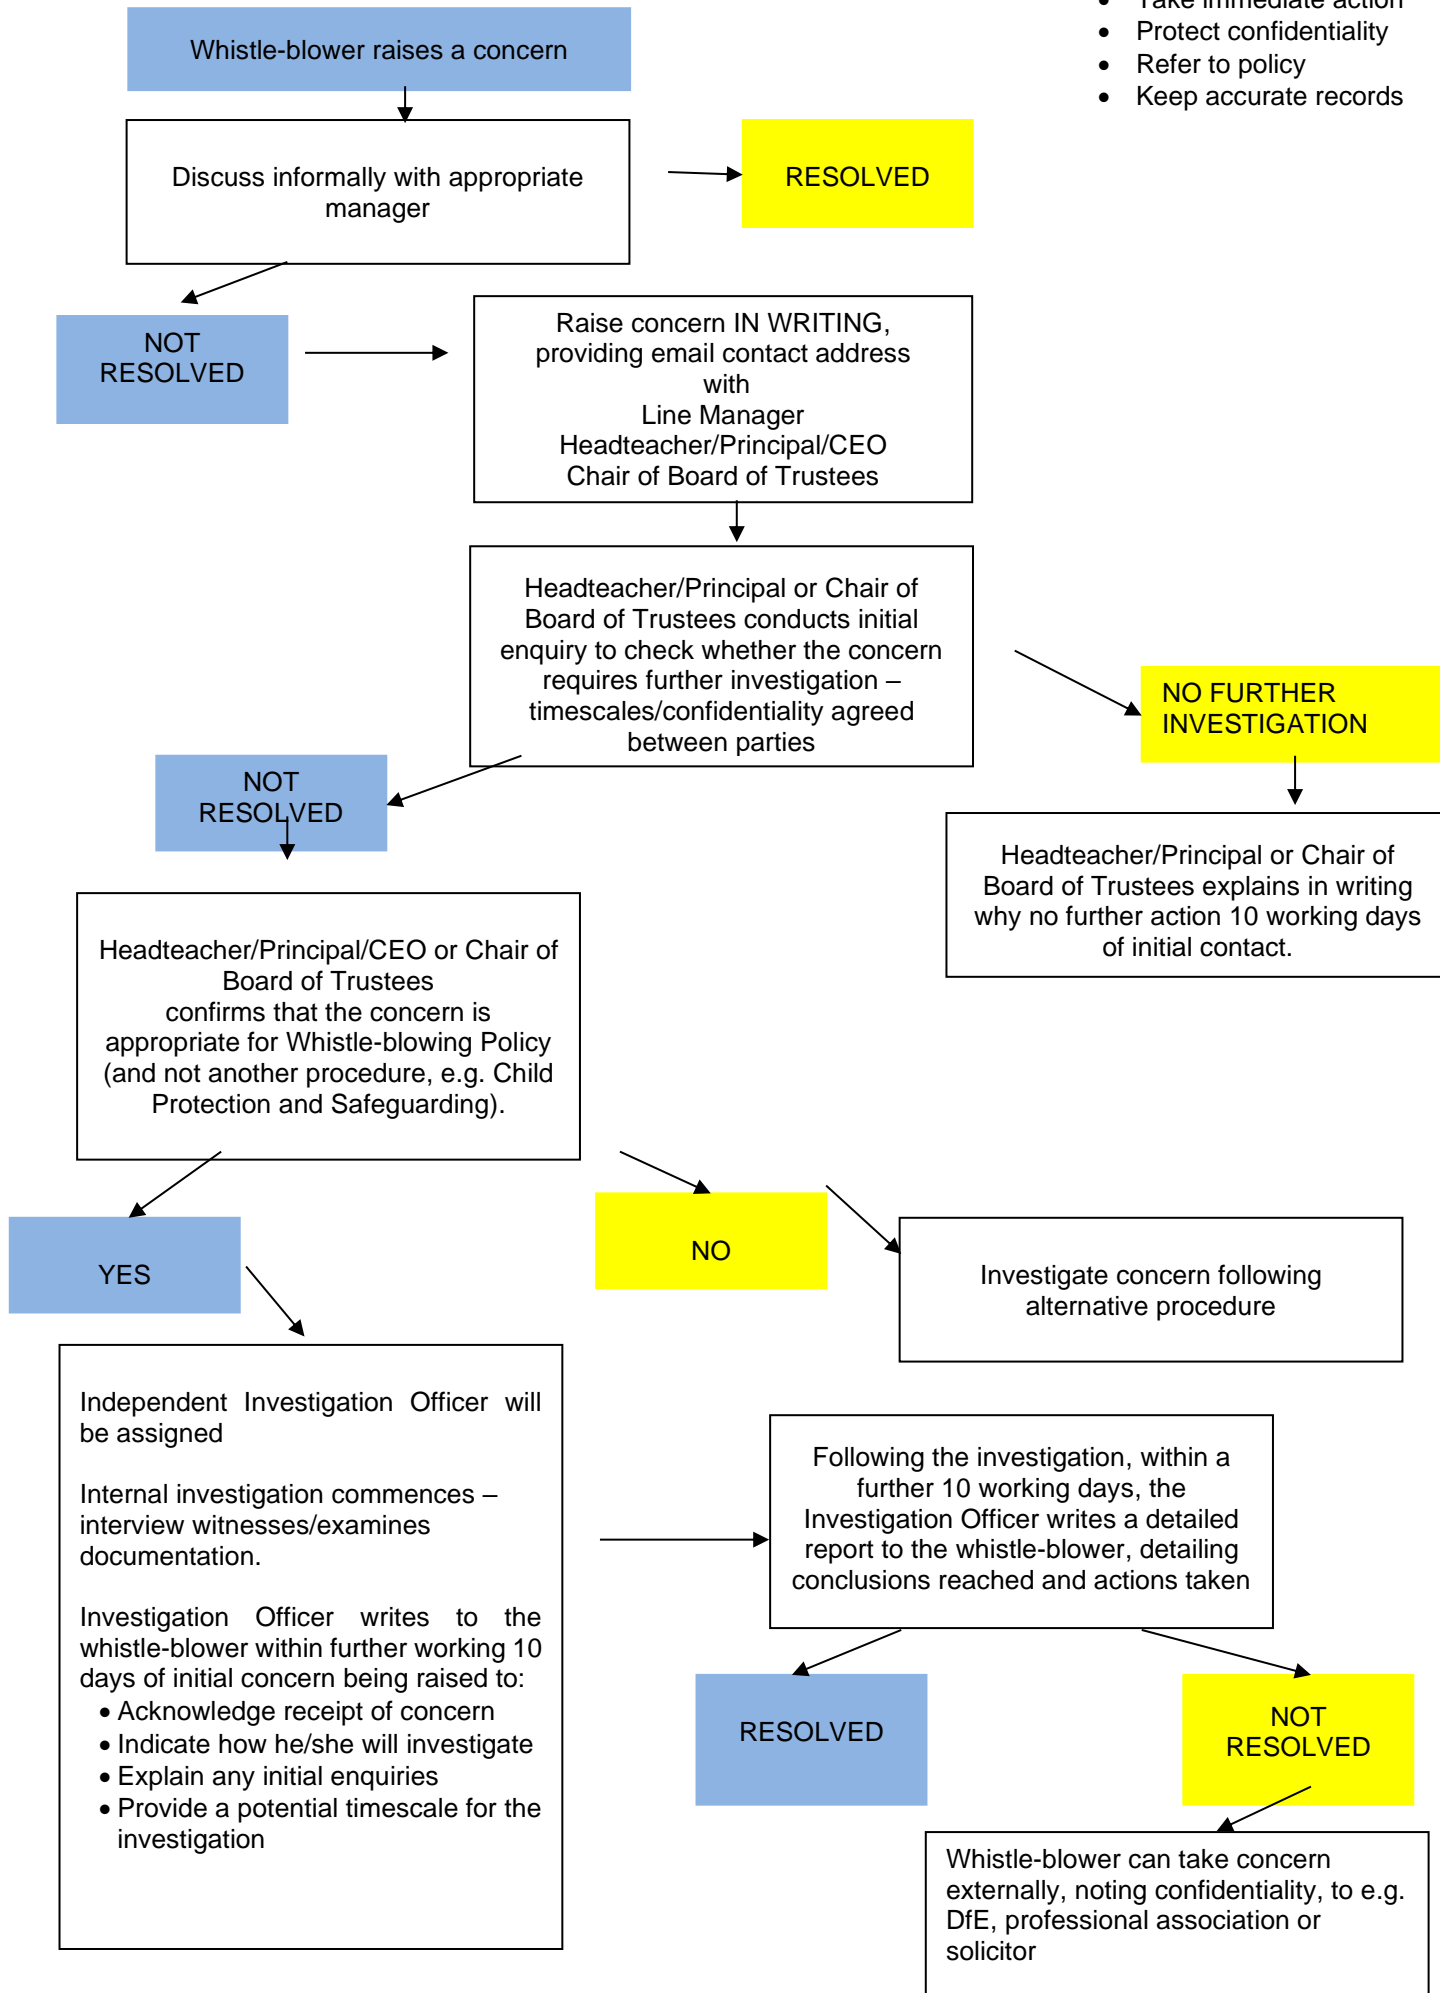 • Take immediate action
• Protect confidentiality
• Refer to policy
• Keep accurate records
Whistle-blower raises a concern
Discuss informally with appropriate
manager
RESOLVED
NOT
RESOLVED
Raise concern IN WRITING,
providing email contact address
with
Line Manager
Headteacher/Principal/CEO
Chair of Board of Trustees
Headteacher/Principal or Chair of
Board of Trustees conducts initial
enquiry to check whether the concern
requires further investigation –
timescales/confidentiality agreed
between parties
NO FURTHER
INVESTIGATION
NOT
RESOLVED
Headteacher/Principal or Chair of
Board of Trustees explains in writing
why no further action 10 working days
of initial contact.
Headteacher/Principal/CEO or Chair of
Board of Trustees
confirms that the concern is
appropriate for Whistle-blowing Policy
(and not another procedure, e.g. Child
Protection and Safeguarding).
YES
NO
Investigate concern following
alternative procedure
Independent Investigation Officer will
be assigned
Internal investigation commences –
interview witnesses/examines
documentation.
Investigation Officer writes to the
whistle-blower within further working 10
days of initial concern being raised to:
• Acknowledge receipt of concern
• Indicate how he/she will investigate
• Explain any initial enquiries
• Provide a potential timescale for the
investigation
Following the investigation, within a
further 10 working days, the
Investigation Officer writes a detailed
report to the whistle-blower, detailing
conclusions reached and actions taken
RESOLVED
NOT
RESOLVED
Whistle-blower can take concern
externally, noting confidentiality, to e.g.
DfE, professional association or
solicitor